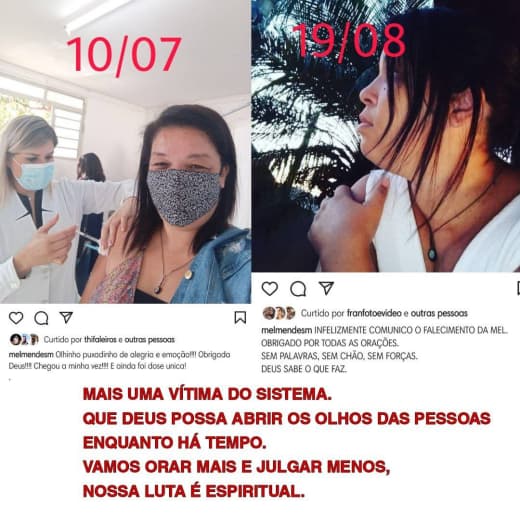 10/07
19/08
Curtido por thifaleiros e outras pessoas
melmendesm Olhinho puxadinho de alegria e emoção!!!! Obrigada
Deus!!!! Chegou a minha vez!!!! E ainda foi dose unica!
.
Curtido por franfotoevideo e outras pessoas
melmendesm INFELIZMENTE COMUNICO O FALECIMENTO DA MEL.
OBRIGADO POR TODAS AS ORAÇÕES.
SEM PALAVRAS, SEM CHÃO, SEM FORÇAS.
DEUS SABE O QUE FAZ.
MAIS UMA VÍTIMA DO SISTEMA.
QUE DEUS POSSA ABRIR OS OLHOS DAS PESSOAS
ENQUANTO HÁ TEMPO.
VAMOS ORAR MAIS E JULGAR MENOS,
NOSSA LUTA É ESPIRITUAL.